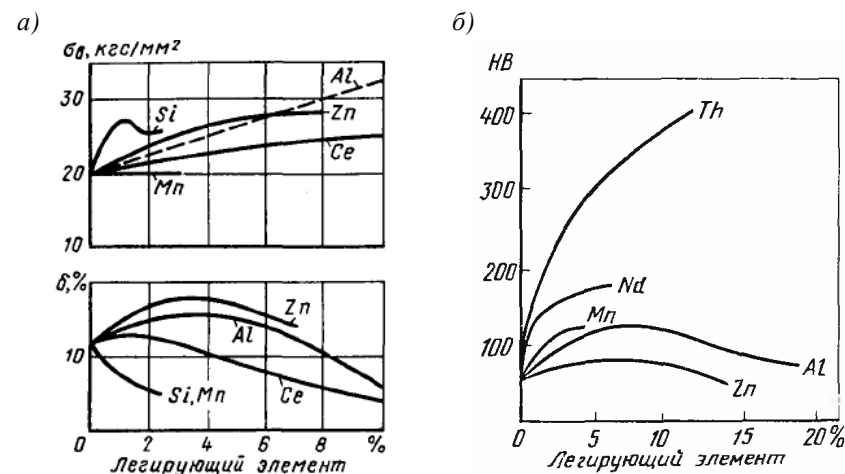 а)
б)
σв, кгс/мм²
30
20
10
Si
Al
Zn
Ce
Mn
δ,%
10
Zn
Al
Si, Mn
Ce
0
2
4
6
%
Легирующий элемент
НВ
400
300
200
100
Th
Nd
Mn
Al
Zn
0
5
10
15
20%
Легирующий элемент